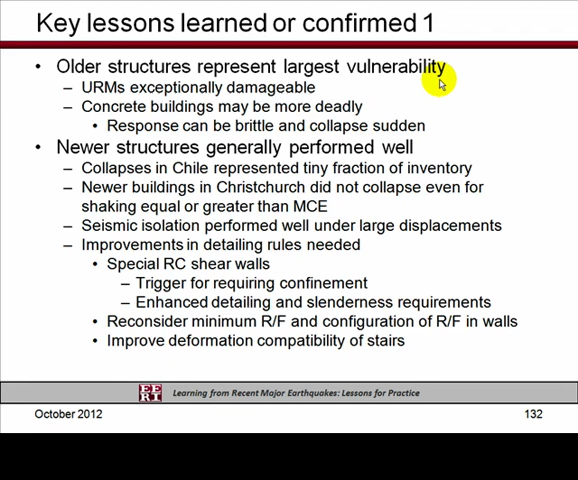 Key lessons learned or confirmed 1
• Older structures represent largest vulnerability
– URMs exceptionally damageable
– Concrete buildings may be more deadly
• Response can be brittle and collapse sudden
• Newer structures generally performed well
– Collapses in Chile represented tiny fraction of inventory
– Newer buildings in Christchurch did not collapse even for
shaking equal or greater than MCE
– Seismic isolation performed well under large displacements
– Improvements in detailing rules needed
• Special RC shear walls
– Trigger for requiring confinement
– Enhanced detailing and slenderness requirements
• Reconsider minimum R/F and configuration of R/F in walls
• Improve deformation compatibility of stairs
EE
RI
Learning from Recent Major Earthquakes: Lessons for Practice
October 2012
132